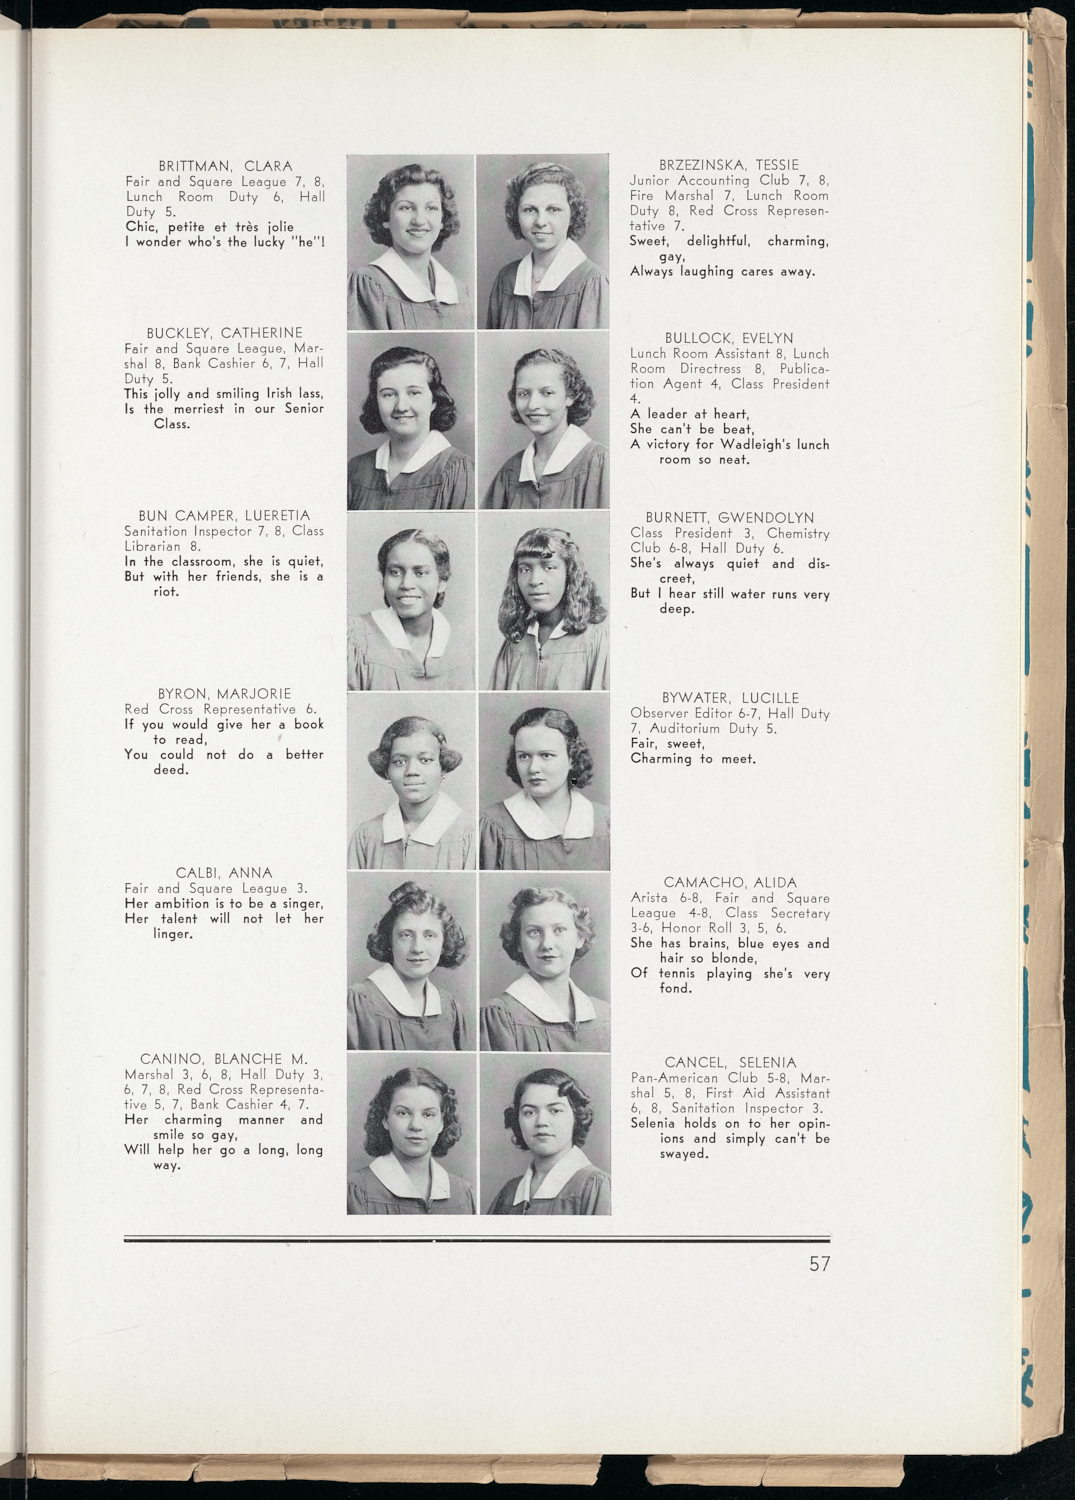 BRITTMAN, CLARA
Fair and Square League 7, 8,
Lunch Room Duty 6, Hall
Duty 5.
Chic, petite et très jolie
I wonder who's the lucky "he"!
BRZEZINSKA, TESSIE
Junior Accounting Club 7, 8,
Fire Marshal 7, Lunch Room
Duty 8, Red Cross Represen-
tative 7.
Sweet, delightful, charming,
gay,
Always laughing cares away.
BUCKLEY, CATHERINE
Fair and Square League, Mar-
shal 8, Bank Cashier 6, 7, Hall
Duty 5.
This jolly and smiling Irish lass,
Is the merriest in our Senior
Class.
BULLOCK, EVELYN
Lunch Room Assistant 8, Lunch
Room Directress 8, Publica-
tion Agent 4, Class President
4.
A leader at heart,
She can't be beat,
A victory for Wadleigh's lunch
room so neat.
BUN CAMPER, LUERETIA
Sanitation Inspector 7, 8, Class
Librarian 8.
In the classroom, she is quiet,
But with her friends, she is a
riot.
BURNETT, GWENDOLYN
Class President 3, Chemistry
Club 6-8, Hall Duty 6.
She's always quiet and dis-
creet,
But I hear still water runs very
deep.
BYRON, MARJORIE
Red Cross Representative 6.
If you would give her a book
to read,
You could not do a better
deed.
BYWATER, LUCILLE
Observer Editor 6-7, Hall Duty
7, Auditorium Duty 5.
Fair, sweet,
Charming to meet.
CALBI, ANNA
Fair and Square League 3.
Her ambition is to be a singer,
Her talent will not let her
linger.
CAMACHO, ALIDA
Arista 6-8, Fair and Square
League 4-8, Class Secretary
3-6, Honor Roll 3, 5, 6.
She has brains, blue eyes and
hair so blonde,
Of tennis playing she's very
fond.
CANINO, BLANCHE M.
Marshal 3, 6, 8, Hall Duty 3,
6, 7, 8, Red Cross Representa-
tive 5, 7, Bank Cashier 4, 7.
Her charming manner and
smile so gay,
Will help her go a long, long
way.
CANCEL, SELENIA
Pan-American Club 5-8, Mar-
shal 5, 8, First Aid Assistant
6, 8, Sanitation Inspector 3.
Selenia holds on to her opin-
ions and simply can't be
swayed.
57